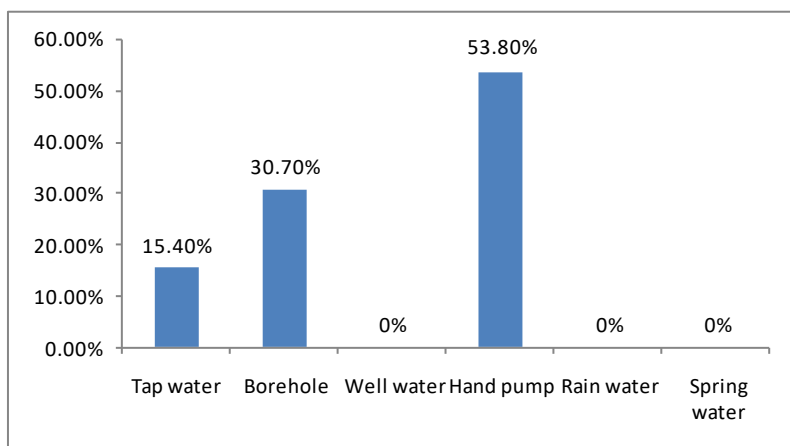 60.00%
50.00%
40.00%
30.00%
20.00%
10.00%
0.00%
15.40%
30.70%
0%
53.80%
0%
0%
Tap water
Borehole
Well water
Hand pump
Rain water
Spring
water